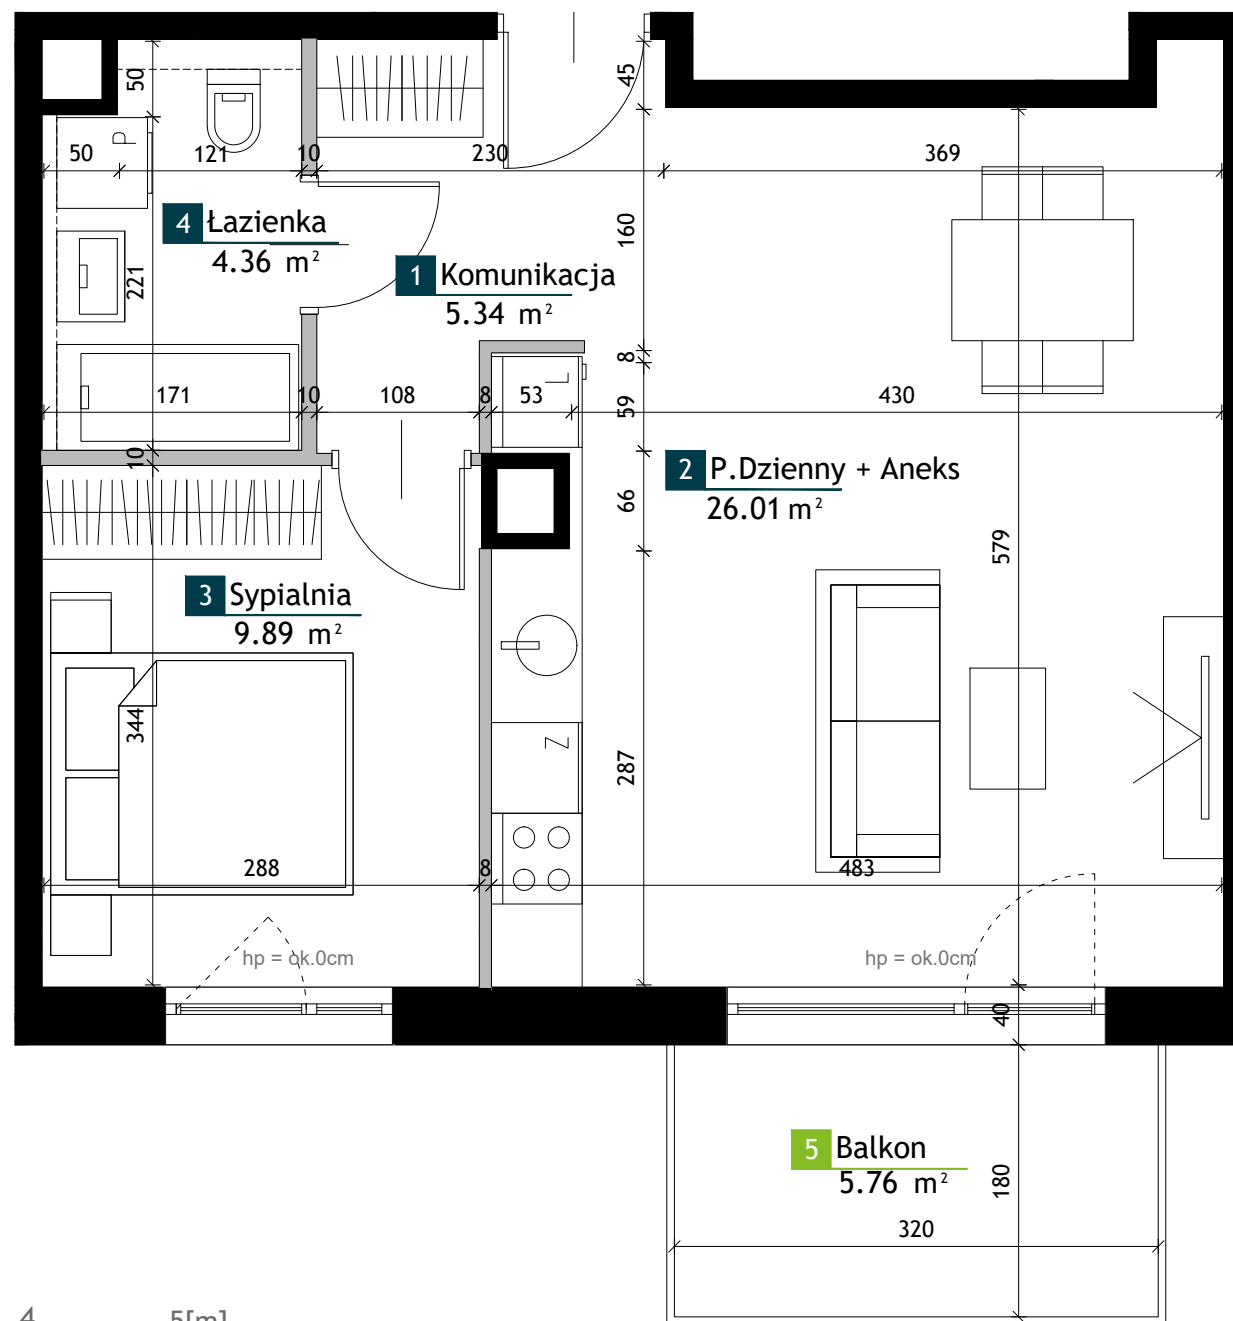 50
45
P
50
121
10
230
369
4 Łazienka
4.36 m²
160
221
1 Komunikacja
5.34 m²
8
L
171
10
108
8
53
59
430
10
2 P.Dzienny + Aneks
26.01 m²
66
579
3 Sypialnia
9.89 m²
344
Z
287
288
8
483
hp = ok.0cm
hp = ok.0cm
40
5 Balkon
5.76 m²
180
320
4
5[m]